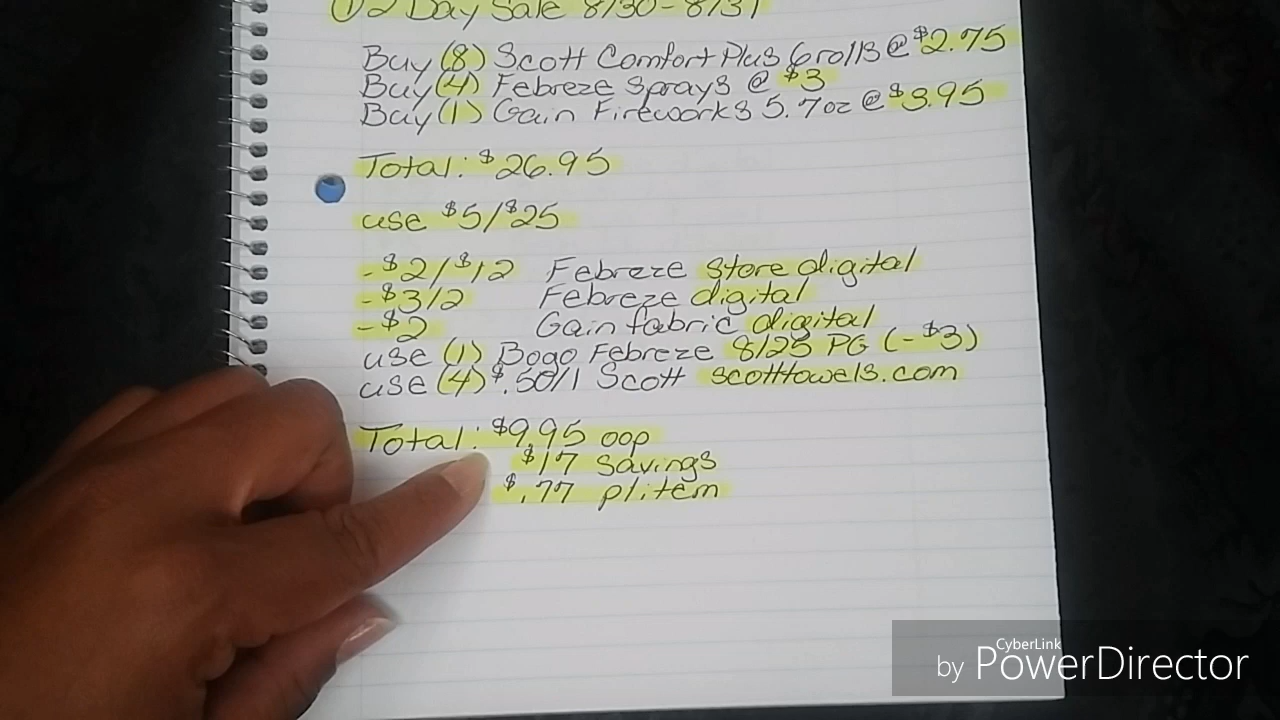 ① 2 Day Sale 8/30-8/31
Buy (8) Scott Comfort Plus 6rolls @ $2.75
Buy (4) Febreze Sprays @ $3
Buy (1) Gain Fireworks 5.7oz @ $3.95
Total: $26.95
use $5/$25
-$2/$12 Febreze store digital
-$3/2 Febreze digital
-$2 Gain fabric digital
use (1) Bogo Febreze 8/25 PG (-$3)
use (4) $.50/1 Scott scotttowels.com
Total: $9.95 oop
$17 savings
$.77 p/item
CyberLink
by PowerDirector